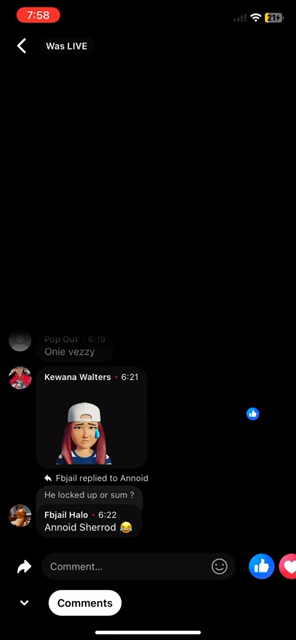 7:58
21
Was LIVE
Pop Out · 6:19
Onie vezzy
Kewana Walters • 6:21
Fbjail replied to Annoid
He locked up or sum ?
Fbjail Halo • 6:22
Annoid Sherrod 😂
Comment...
Comments